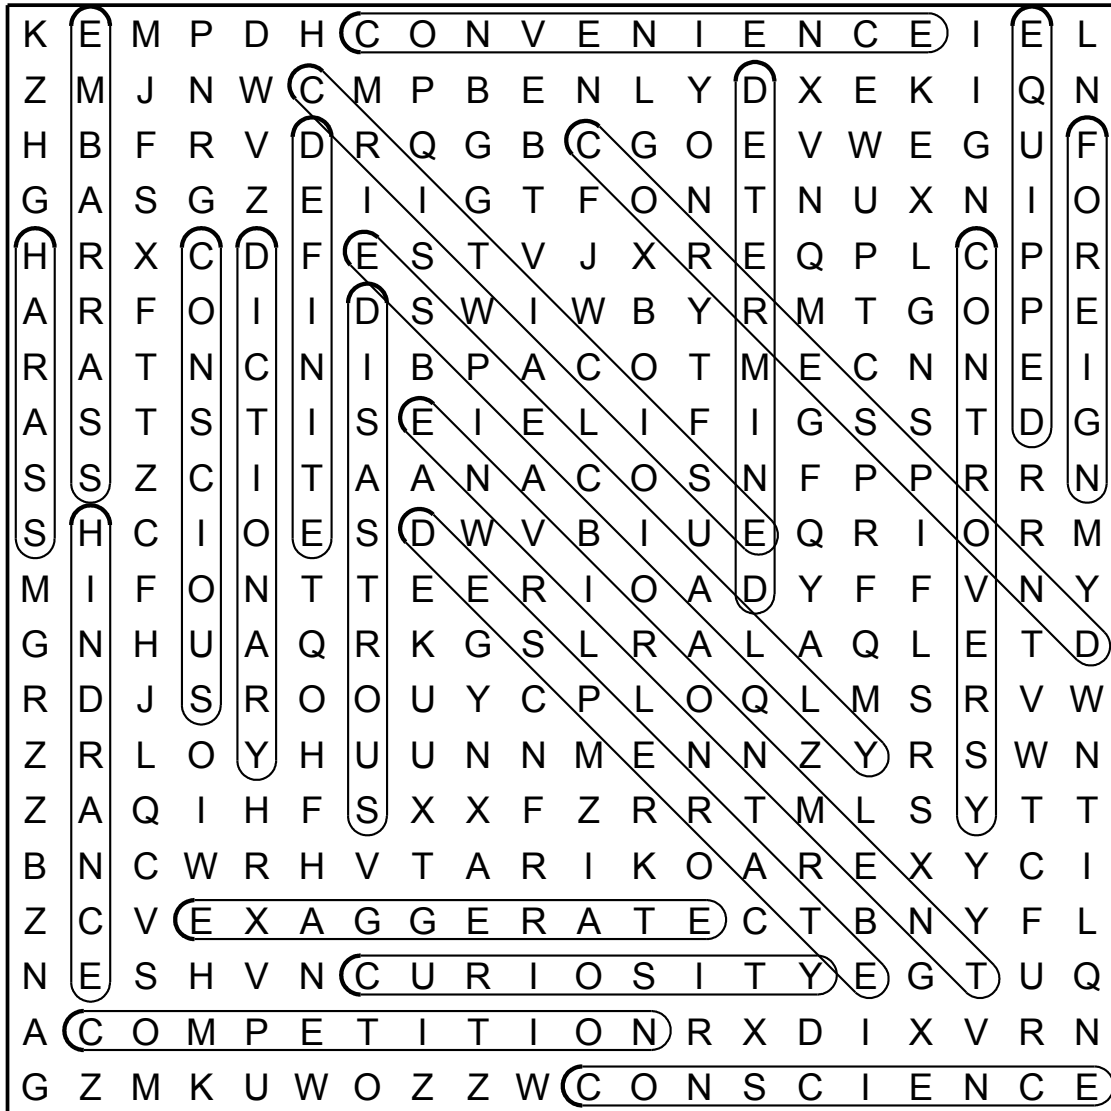 K E M P D H C O N V E N I E N C E I E L
Z M J N W C M P B E N L Y D X E K I Q N
H B F R V D R Q G B C G O E V W E G U F
G A S G Z E I I G T F O N T N U X N I O
H R X C D F E S T V J X R E Q P L C P R
A R F O I I D S W I W B Y R M T G O P E
R A T N C N I B P A C O T M E C N N E I
A S T S T I S E I E L I F I G S S T D G
S S Z C I T A A N A C O S N F P P R R N
S H C I O E S D W V B I U E Q R I O R M
M I F O N T T E E R I O A D Y F F V N Y
G N H U A Q R K G S L R A L A Q L E T D
R D J S R O O U Y C P L O Q L M S R V W
Z R L O Y H U U N N M E N N Z Y R S W N
Z A Q I H F S X X F Z R R T M L S Y T T
B N C W R H V T A R I K O A R E X Y C I
Z C V E X A G G E R A T E C T B N Y F L
N E S H V N C U R I O S I T Y E G T U Q
A C O M P E T I T I O N R X D I X V R N
G Z M K U W O Z Z W C O N S C I E N C E